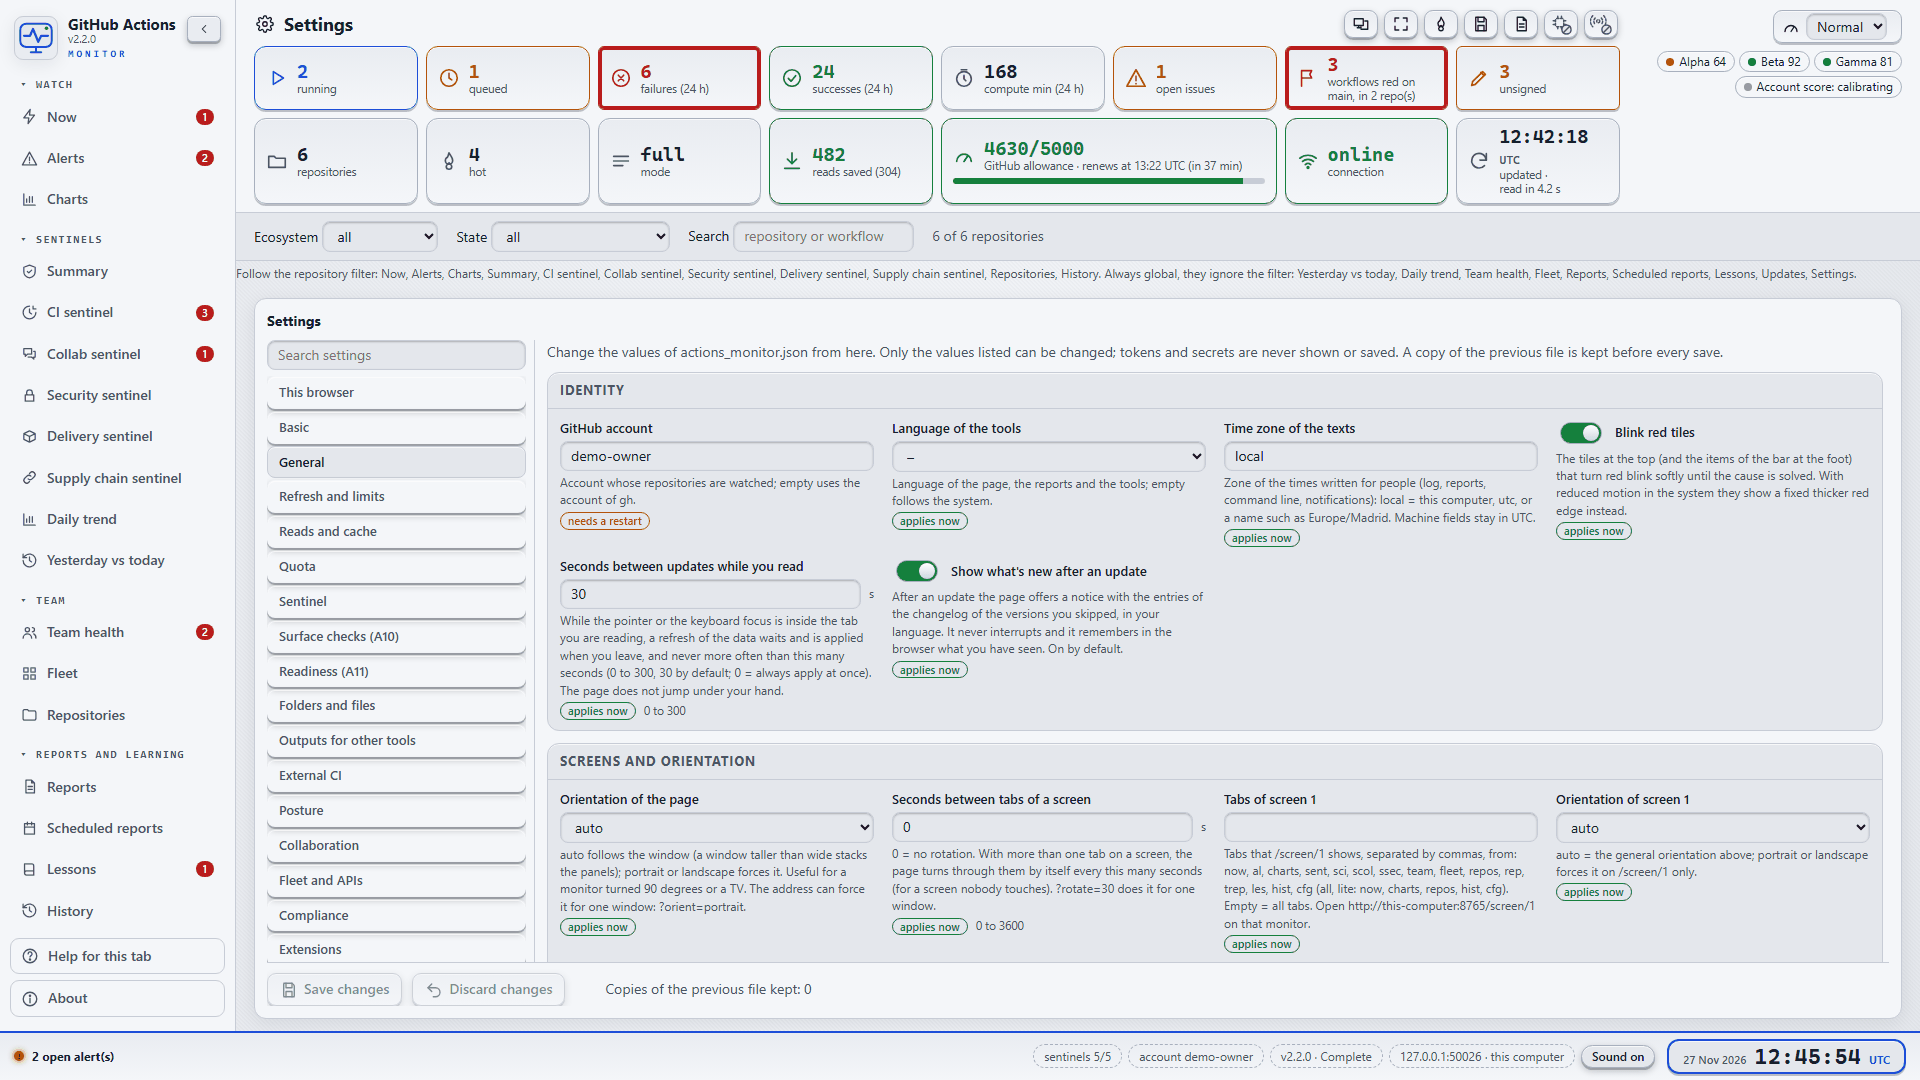 GitHub Actions
v2.2.0
MONITOR
WATCH
Now 1
Alerts 2
Charts
SENTINELS
Summary
CI sentinel 3
Collab sentinel 1
Security sentinel
Delivery sentinel
Supply chain sentinel
Daily trend
Yesterday vs today
TEAM
Team health 2
Fleet
Repositories
REPORTS AND LEARNING
Reports
Scheduled reports
Lessons 1
History
Help for this tab
About
Settings
Normal
2
running
1
queued
6
failures (24 h)
24
successes (24 h)
168
compute min (24 h)
1
open issues
3
workflows red on
main, in 2 repo(s)
3
unsigned
Alpha 64
Beta 92
Gamma 81
Account score: calibrating
6
repositories
4
hot
full
mode
482
reads saved (304)
4630/5000
GitHub allowance · renews at 13:22 UTC (in 37 min)
online
connection
12:42:18
UTC
updated ·
read in 4.2 s
Ecosystem all State all Search repository or workflow 6 of 6 repositories
Follow the repository filter: Now, Alerts, Charts, Summary, CI sentinel, Collab sentinel, Security sentinel, Delivery sentinel, Supply chain sentinel, Repositories, History. Always global, they ignore the filter: Yesterday vs today, Daily trend, Team health, Fleet, Reports, Scheduled reports, Lessons, Updates, Settings.
Settings
Search settings
This browser
Basic
General
Refresh and limits
Reads and cache
Quota
Sentinel
Surface checks (A10)
Readiness (A11)
Folders and files
Outputs for other tools
External CI
Posture
Collaboration
Fleet and APIs
Compliance
Extensions
Change the values of actions_monitor.json from here. Only the values listed can be changed; tokens and secrets are never shown or saved. A copy of the previous file is kept before every save.
IDENTITY
GitHub account
demo-owner
Account whose repositories are watched; empty uses the
account of gh.
needs a restart
Language of the tools
–
Language of the page, the reports and the tools; empty
follows the system.
applies now
Time zone of the texts
local
Zone of the times written for people (log, reports,
command line, notifications): local = this computer, utc, or
a name such as Europe/Madrid. Machine fields stay in UTC.
applies now
Blink red tiles
The tiles at the top (and the items of the bar at the foot)
that turn red blink softly until the cause is solved. With
reduced motion in the system they show a fixed thicker red
edge instead.
applies now
Seconds between updates while you read
30 s
While the pointer or the keyboard focus is inside the tab
you are reading, a refresh of the data waits and is applied
when you leave, and never more often than this many
seconds (0 to 300, 30 by default; 0 = always apply at once).
The page does not jump under your hand.
applies now 0 to 300
Show what's new after an update
After an update the page offers a notice with the entries of
the changelog of the versions you skipped, in your
language. It never interrupts and it remembers in the
browser what you have seen. On by default.
applies now
SCREENS AND ORIENTATION
Orientation of the page
auto
auto follows the window (a window taller than wide stacks
the panels); portrait or landscape forces it. Useful for a
monitor turned 90 degrees or a TV. The address can force
it for one window: ?orient=portrait.
applies now
Seconds between tabs of a screen
0 s
0 = no rotation. With more than one tab on a screen, the
page turns through them by itself every this many seconds
(for a screen nobody touches). ?rotate=30 does it for one
window.
applies now 0 to 3600
Tabs of screen 1
Tabs that /screen/1 shows, separated by commas, from:
now, al, charts, sent, sci, scol, ssec, team, fleet, repos, rep,
trep, les, hist, cfg (all, lite: now, charts, repos, hist, cfg).
Empty = all tabs. Open http://this-computer:8765/screen/1
on that monitor.
applies now
Orientation of screen 1
auto
auto = the general orientation above; portrait or landscape
forces it on /screen/1 only.
applies now
Save changes
Discard changes
Copies of the previous file kept: 0
2 open alert(s)
sentinels 5/5
account demo-owner
v2.2.0 · Complete
127.0.0.1:50026 · this computer
Sound on
27 Nov 2026 12:45:54 UTC